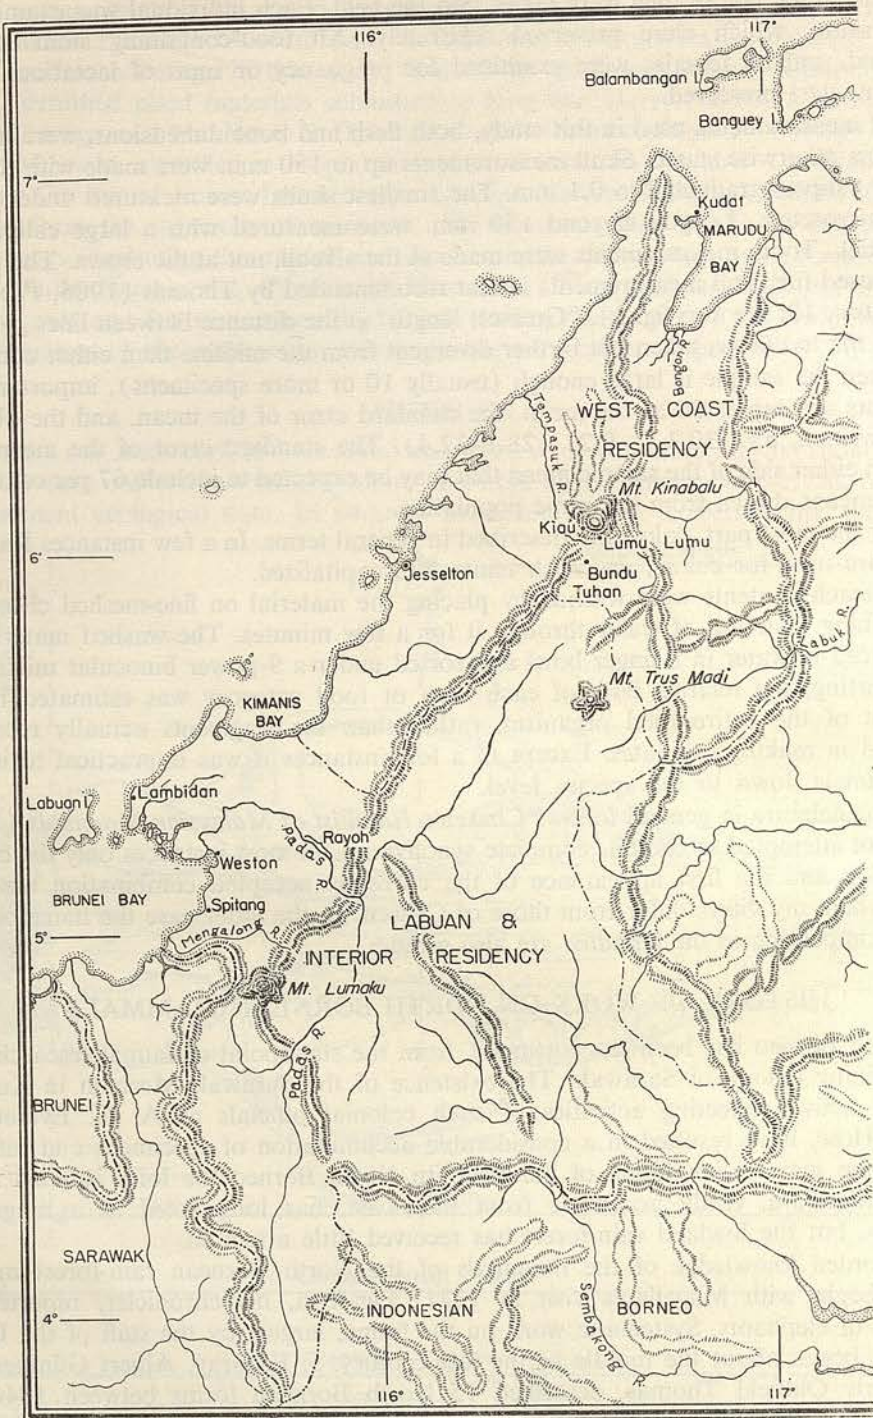 116°
117°
Balambangan I.
Banguey I.
7°
Kudat
MARUDU
BAY
Bongon R.
Tempasuk R.
WEST COAST
RESIDENCY
Mt. Kinabalu
Kiau
Lumu Lumu
6°
Bundu
Tuhan
Jesselton
Labuk R.
Mt. Trus Madi
KIMANIS
BAY
Labuan
Lambidan
Padas R.
Rayoh
Weston
BRUNEI BAY
Spitang
LABUAN &
5°
Mengalong R.
INTERIOR RESIDENCY
Mt. Lumaku
Padas R.
BRUNEI
SARAWAK
4°
INDONESIAN BORNEO
Sembakong R.
116°
117°